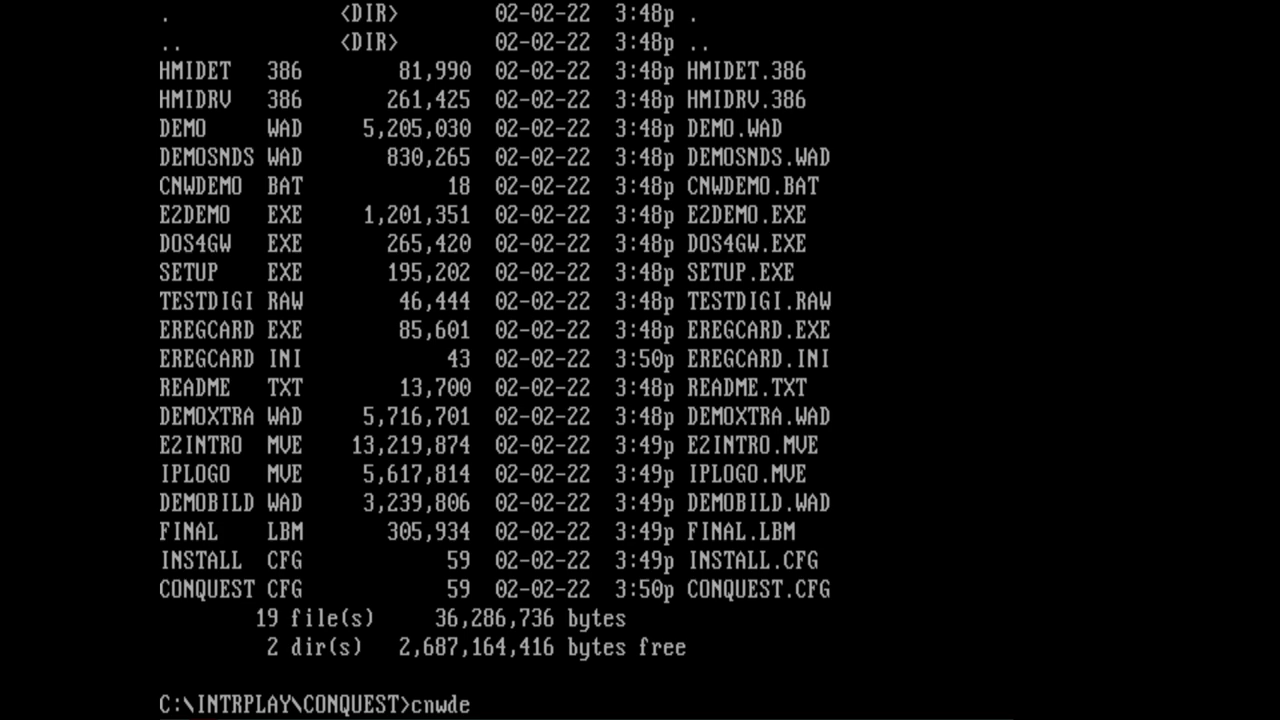 . <DIR> 02-02-22 3:48p .
.. <DIR> 02-02-22 3:48p ..
HMIDET 386 81,990 02-02-22 3:48p HMIDET.386
HMIDRV 386 261,425 02-02-22 3:48p HMIDRV.386
DEMO WAD 5,205,030 02-02-22 3:48p DEMO.WAD
DEMOSNDS WAD 830,265 02-02-22 3:48p DEMOSNDS.WAD
CNWDEMO BAT 18 02-02-22 3:48p CNWDEMO.BAT
E2DEMO EXE 1,201,351 02-02-22 3:48p E2DEMO.EXE
DOS4GW EXE 265,420 02-02-22 3:48p DOS4GW.EXE
SETUP EXE 195,202 02-02-22 3:48p SETUP.EXE
TESTDIGI RAW 46,444 02-02-22 3:48p TESTDIGI.RAW
EREGCARD EXE 85,601 02-02-22 3:48p EREGCARD.EXE
EREGCARD INI 43 02-02-22 3:50p EREGCARD.INI
README TXT 13,700 02-02-22 3:48p README.TXT
DEMOXTRA WAD 5,716,701 02-02-22 3:48p DEMOXTRA.WAD
E2INTRO MVE 13,219,874 02-02-22 3:49p E2INTRO.MVE
IPLOGO MVE 5,617,814 02-02-22 3:49p IPLOGO.MVE
DEMOBILD WAD 3,239,806 02-02-22 3:49p DEMOBILD.WAD
FINAL LBM 305,934 02-02-22 3:49p FINAL.LBM
INSTALL CFG 59 02-02-22 3:49p INSTALL.CFG
CONQUEST CFG 59 02-02-22 3:50p CONQUEST.CFG
19 file(s) 36,286,736 bytes
2 dir(s) 2,687,164,416 bytes free
C:\INTRPLAY\CONQUEST>cnwde